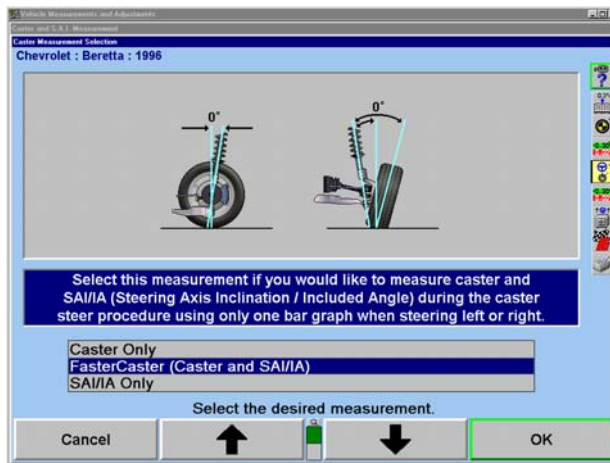 Vehicle Measurements and Adjustments
Caster and S.A.I. Measurement
Caster Measurement Selection
Chevrolet : Beretta : 1996
0°
0°
Select this measurement if you would like to measure caster and
SAI/IA (Steering Axis Inclination / Included Angle) during the caster
steer procedure using only one bar graph when steering left or right.
Caster Only
FasterCaster (Caster and SAI/IA)
SAI/IA Only
Select the desired measurement.
Cancel
OK